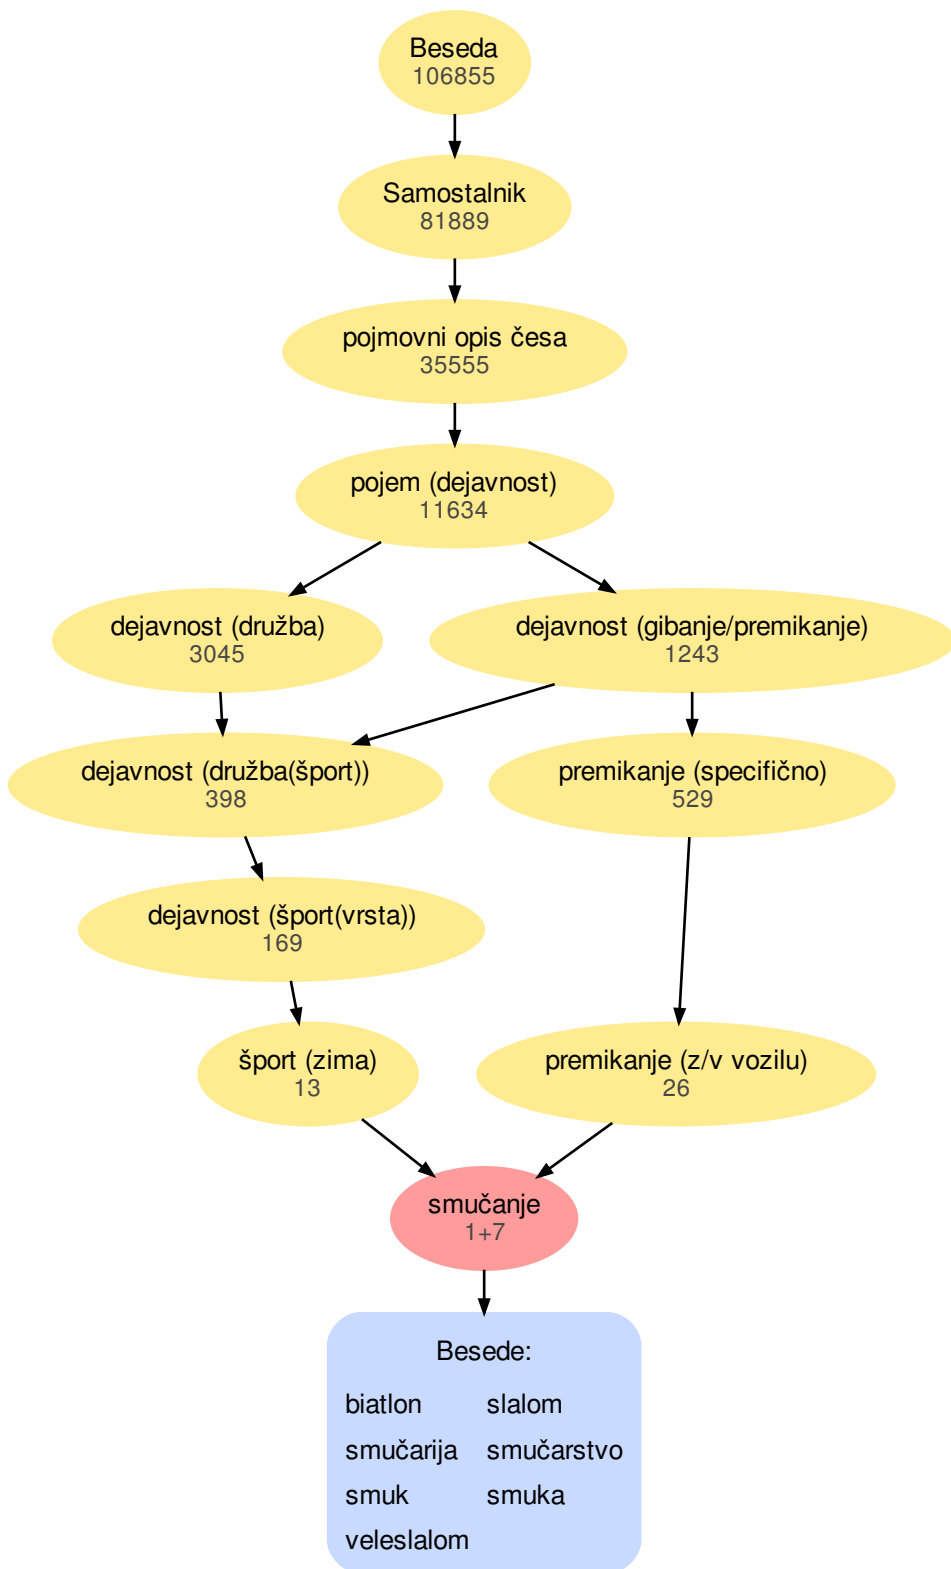 Beseda
106855
Samostalnik
81889
pojmovni opis česa
35555
pojem (dejavnost)
11634
dejavnost (družba)
3045
dejavnost (gibanje/premikanje)
1243
dejavnost (družba(šport))
398
premikanje (specifično)
529
dejavnost (šport(vrsta))
169
šport (zima)
13
premikanje (z/v vozilu)
26
smučanje
1+7
Besede:
biatlon slalom
smučarija smučarstvo
smuk smuka
veleslalom